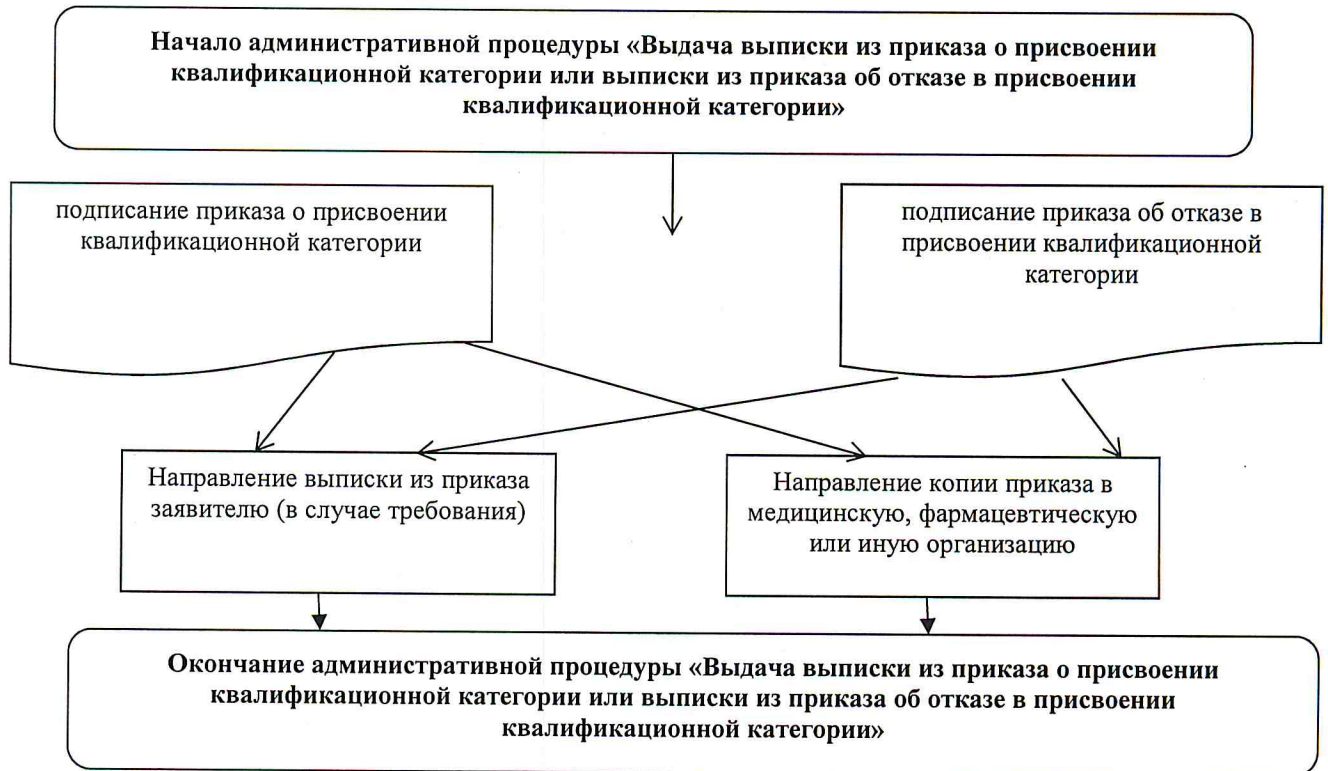 Начало административной процедуры «Выдача выписки из приказа о присвоении
квалификационной категории или выписки из приказа об отказе в присвоении
квалификационной категории»
подписание приказа о присвоении
квалификационной категории
подписание приказа об отказе в
присвоении квалификационной
категории
Направление выписки из приказа
заявителю (в случае требования)
Направление копии приказа в
медицинскую, фармацевтическую
или иную организацию
Окончание административной процедуры «Выдача выписки из приказа о присвоении
квалификационной категории или выписки из приказа об отказе в присвоении
квалификационной категории»